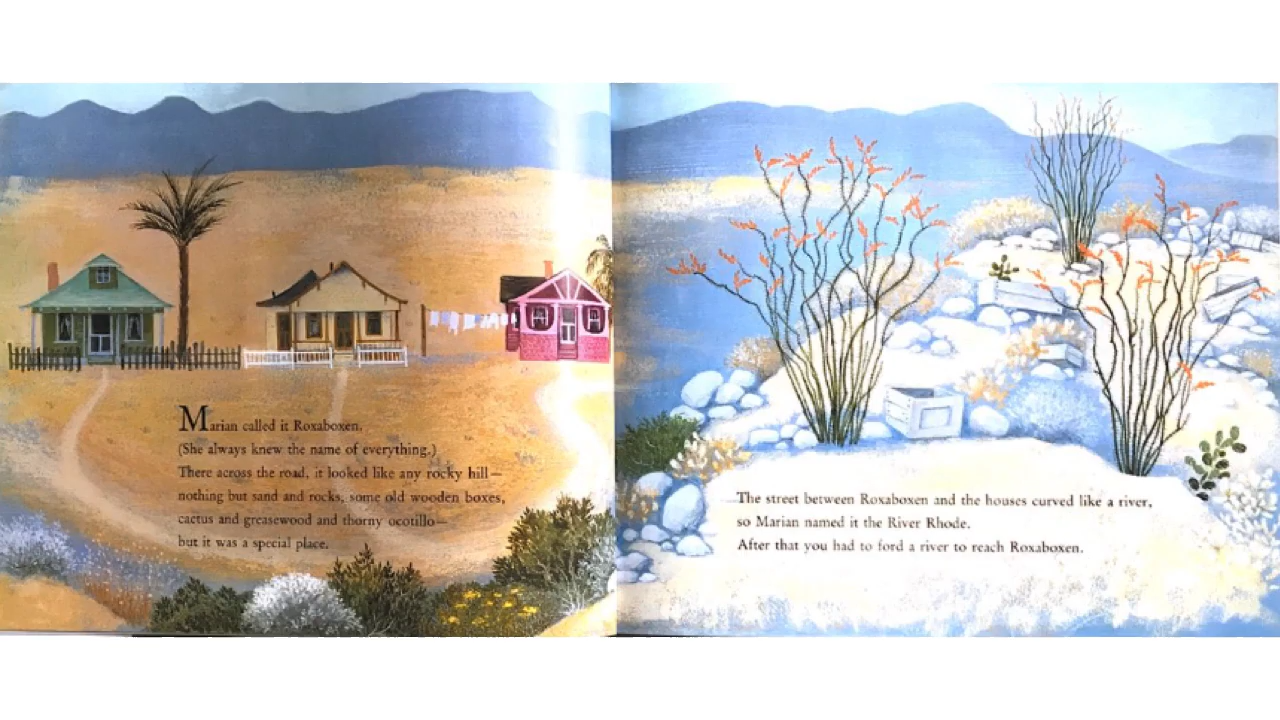 Marian called it Roxaboxen.
(She always knew the name of everything.)
There across the road, it looked like any rocky hill—
nothing but sand and rocks, some old wooden boxes,
cactus and greasewood and thorny ocotillo—
but it was a special place.
The street between Roxaboxen and the houses curved like a river,
so Marian named it the River Rhode.
After that you had to ford a river to reach Roxaboxen.